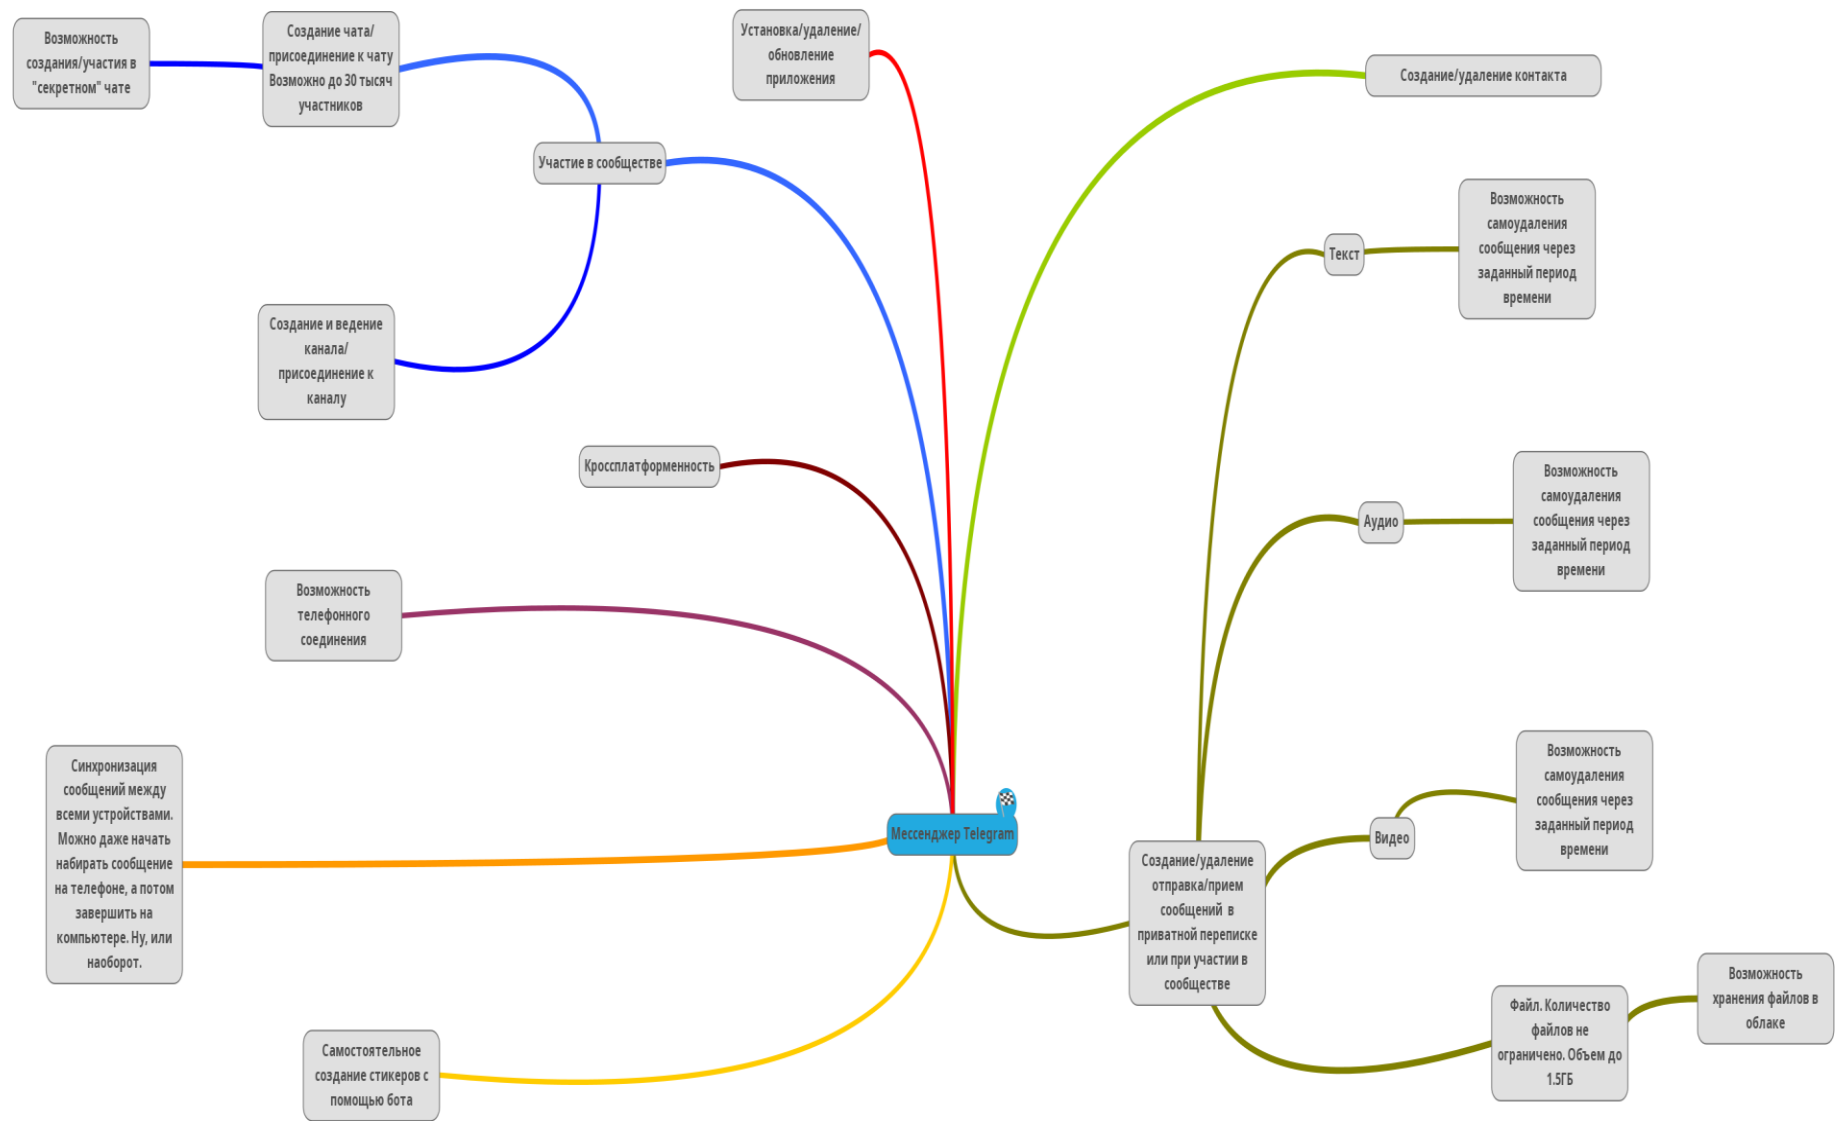 Возможность
создания/участия в
"секретном" чате
Создание чата/
присоединение к чату
Возможно до 30 тысяч
участников
Установка/удаление/
обновление
приложения
Создание/удаление контакта
Участие в сообществе
Возможность
самоудаления
сообщения через
заданный период
времени
Текст
Создание и ведение
канала/
присоединение к
каналу
Кроссплатформенность
Аудио
Возможность
самоудаления
сообщения через
заданный период
времени
Возможность
телефонного
соединения
Синхронизация
сообщений между
всеми устройствами.
Можно даже начать
набирать сообщение
на телефоне, а потом
завершить на
компьютере. Ну, или
наоборот.
Мессенджер Telegram
Видео
Возможность
самоудаления
сообщения через
заданный период
времени
Создание/удаление
отправка/прием
сообщений в
приватной переписке
или при участии в
сообществе
Файл. Количество
файлов не
ограничено. Объем до
1.5ГБ
Возможность
хранения файлов в
облаке
Самостоятельное
создание стикеров с
помощью бота